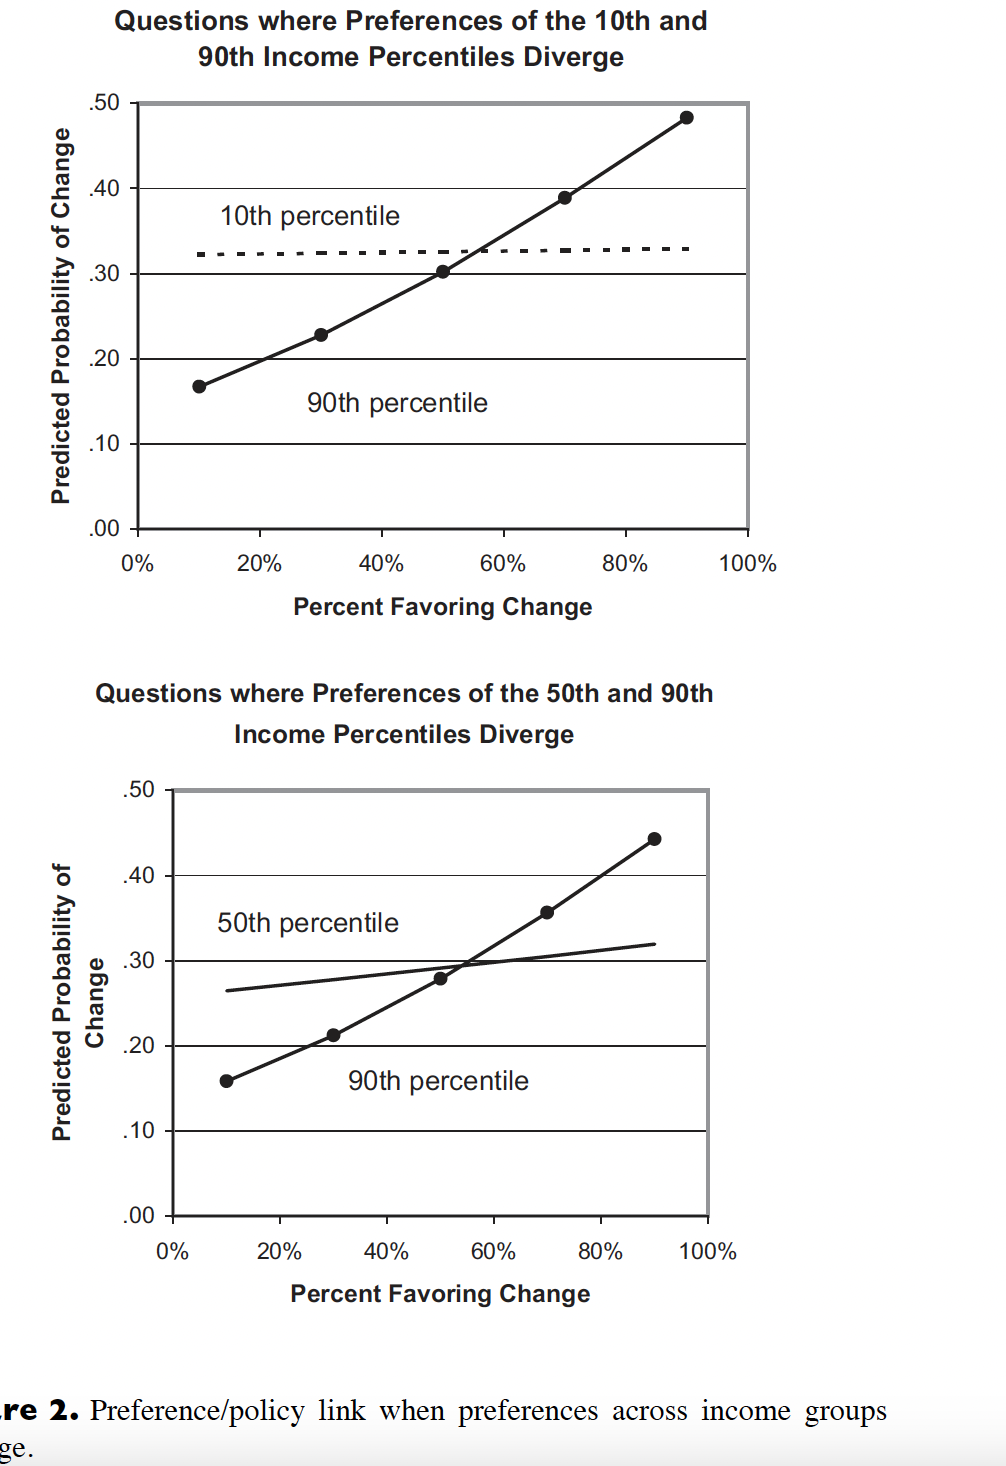 Questions where Preferences of the 10th and
90th Income Percentiles Diverge
Predicted Probability of Change
.50
.40
10th percentile
.30
.20
90th percentile
.10
.00
0% 20% 40% 60% 80% 100%
Percent Favoring Change
Questions where Preferences of the 50th and 90th
Income Percentiles Diverge
Predicted Probability of
Change
.50
.40
50th percentile
.30
.20
90th percentile
.10
.00
0% 20% 40% 60% 80% 100%
Percent Favoring Change
re 2. Preference/policy link when preferences across income groups
ge.